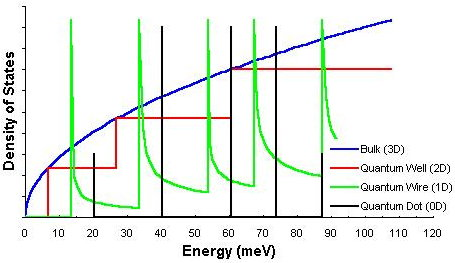 Density of States
Bulk (3D)
Quantum Well (2D)
Quantum Wire (1D)
Quantum Dot (0D)
0 10 20 30 40 50 60 70 80 90 100 110 120
Energy (meV)